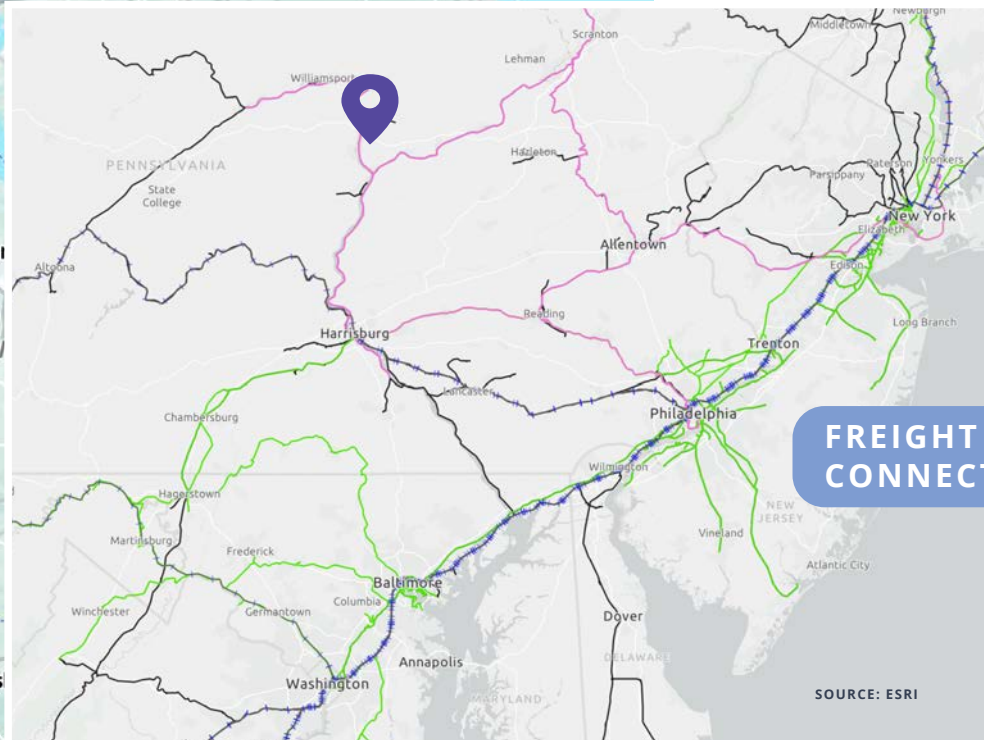 Newburgh
Middletown
Scranton
Lehman
Williamsport
Hazleton
PENNSYLVANIA
State
College
Paterson
Yonkers
Parsippany
New York
Elizabeth
Allentown
Altoona
Edison
Reading
Long Branch
Harrisburg
Trenton
Lancaster
Chambersburg
Philadelphia
FREIGHT
CONNECT
Wilmington
Hagerstown
NEW
JERSEY
Vineland
Martinsburg
Frederick
Atlantic City
Baltimore
Columbia
Winchester
Germantown
Dover
Annapolis
DELAWARE
Washington
MARYLAND
SOURCE: ESRI